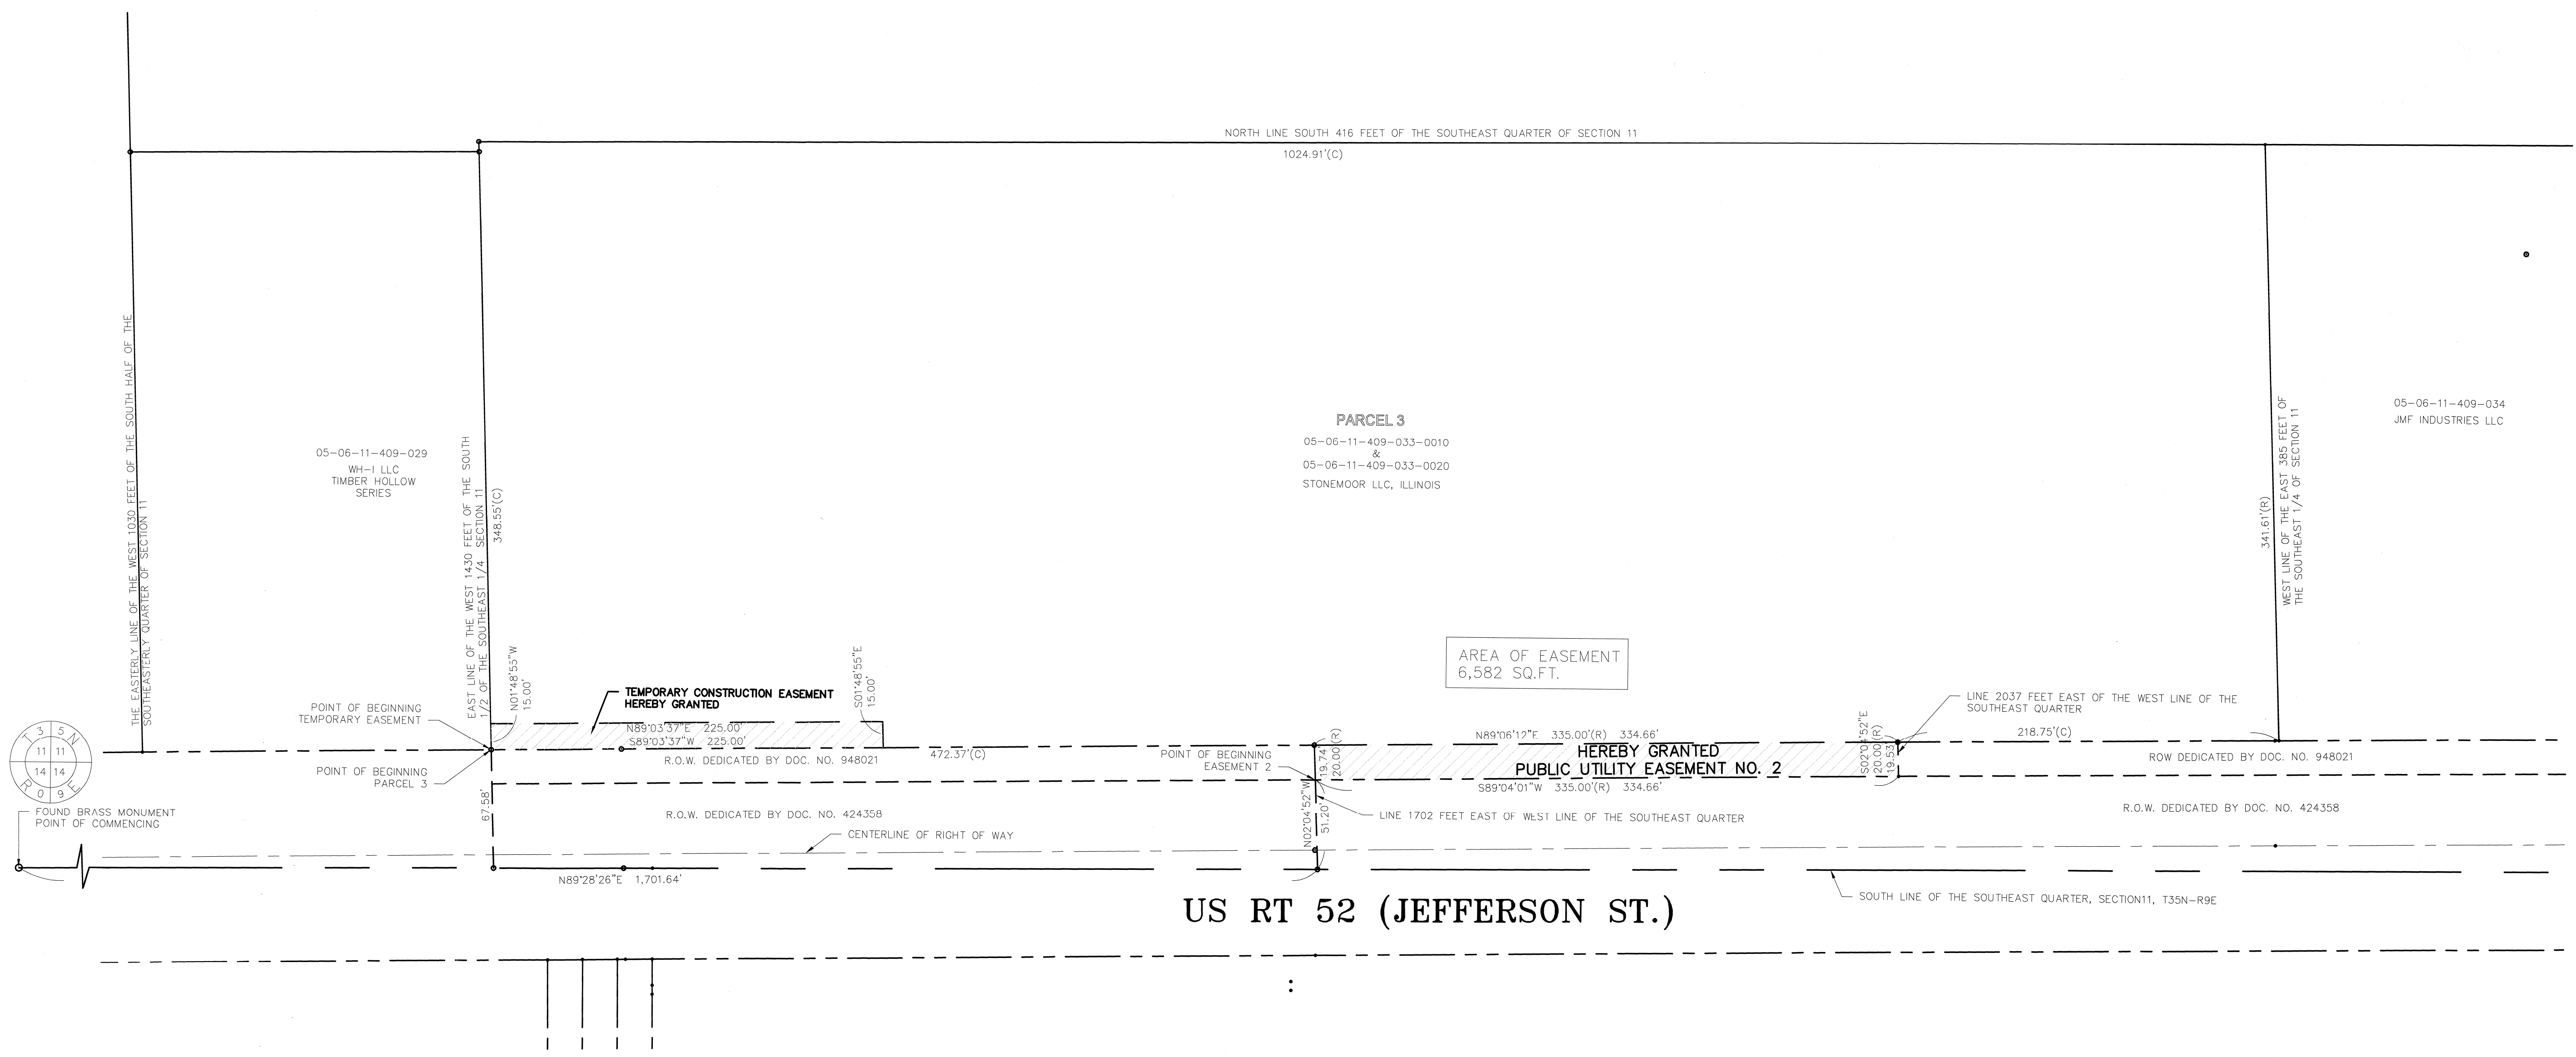 NORTH LINE SOUTH 416 FEET OF THE SOUTHEAST QUARTER OF SECTION 11
1024.91'(C)
THE EASTERLY LINE OF THE WEST 1030 FEET OF THE SOUTH HALF OF THE
SOUTHEASTERLY QUARTER OF SECTION 11
05-06-11-409-029
WH-I LLC
TIMBER HOLLOW
SERIES
EAST LINE OF THE WEST 1430 FEET OF THE SOUTH
1/2 OF THE SOUTHEAST 1/4 SECTION 11
348.55'(C)
PARCEL 3
05-06-11-409-033-0010
&
05-06-11-409-033-0020
STONEMOOR LLC, ILLINOIS
341.61'(R)
WEST LINE OF THE EAST 385 FEET OF
THE SOUTHEAST 1/4 OF SECTION 11
05-06-11-409-034
JMF INDUSTRIES LLC
AREA OF EASEMENT
6,582 SQ.FT.
POINT OF BEGINNING
TEMPORARY EASEMENT
N01°48'55"W
15.00'
TEMPORARY CONSTRUCTION EASEMENT
HEREBY GRANTED
S01°48'55"E
15.00'
N89°03'37"E 225.00'
S89°03'37"W 225.00'
R.O.W. DEDICATED BY DOC. NO. 948021
472.37'(C)
POINT OF BEGINNING
PARCEL 3
67.58'
R.O.W. DEDICATED BY DOC. NO. 424358
CENTERLINE OF RIGHT OF WAY
POINT OF BEGINNING
EASEMENT 2
19.74'
20.00'(R)
N89°06'12"E 335.00'(R) 334.66'
HEREBY GRANTED
PUBLIC UTILITY EASEMENT NO. 2
S89°04'01"W 335.00'(R) 334.66'
S02°04'52"E
20.00'(R)
19.53'
LINE 2037 FEET EAST OF THE WEST LINE OF THE
SOUTHEAST QUARTER
218.75'(C)
ROW DEDICATED BY DOC. NO. 948021
R.O.W. DEDICATED BY DOC. NO. 424358
N02°04'52"W
51.20'
LINE 1702 FEET EAST OF WEST LINE OF THE SOUTHEAST QUARTER
T 35 N
11 11
14 14
R 09 E
FOUND BRASS MONUMENT
POINT OF COMMENCING
N89°28'26"E 1,701.64'
SOUTH LINE OF THE SOUTHEAST QUARTER, SECTION11, T35N-R9E
US RT 52 (JEFFERSON ST.)